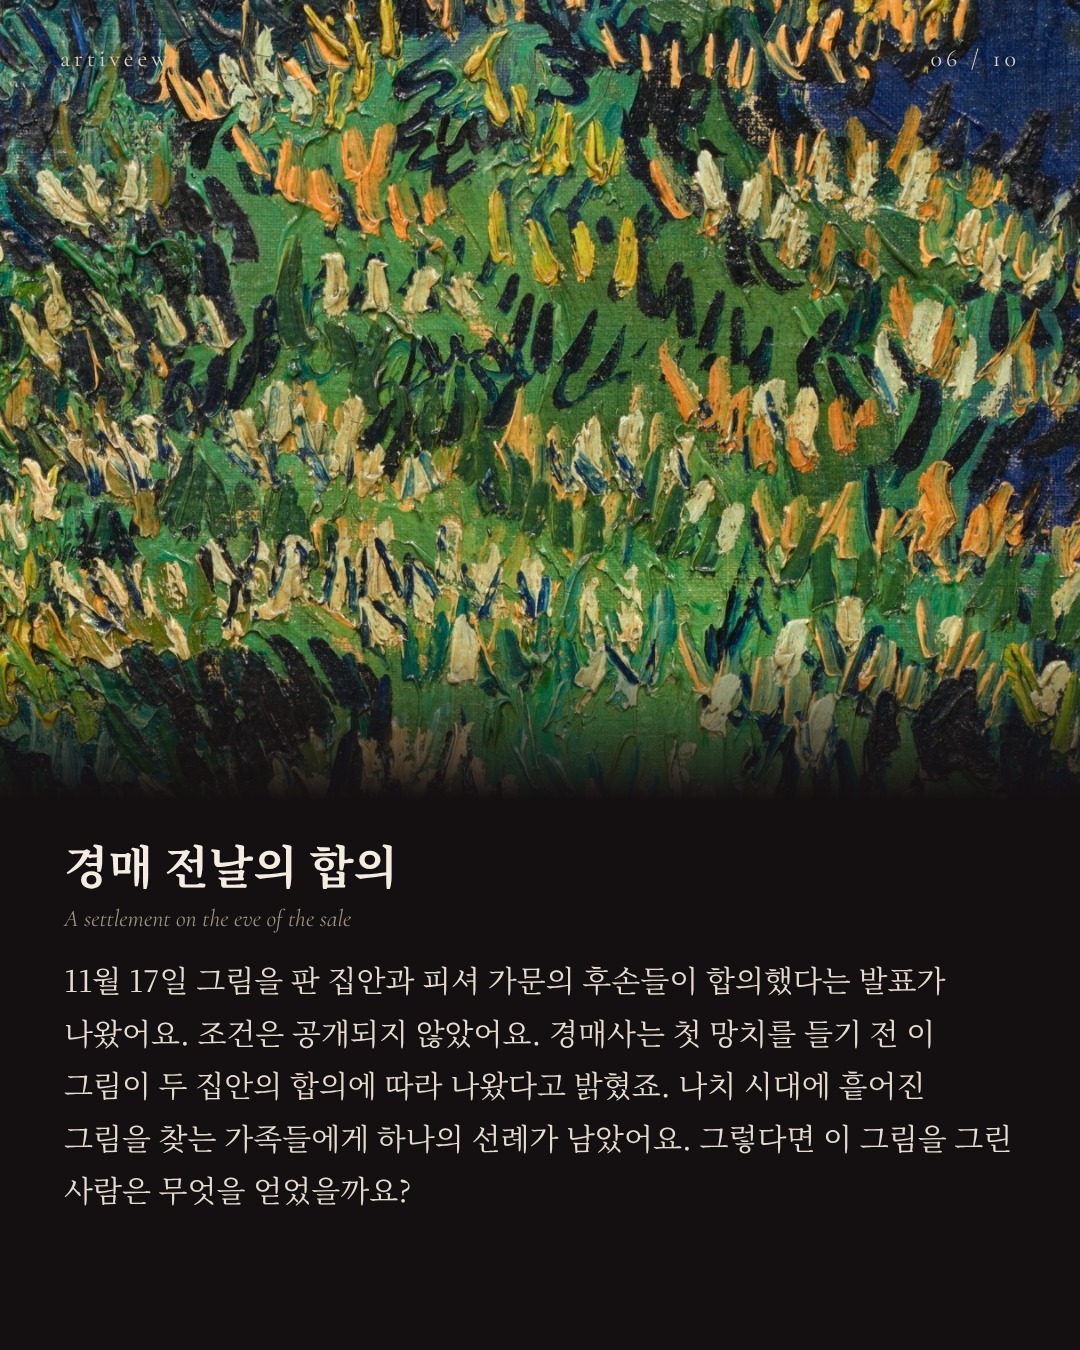 artiveew
06 / 10
경매 전날의 합의
A settlement on the eve of the sale
11월 17일 그림을 판 집안과 피셔 가문의 후손들이 합의했다는 발표가
나왔어요. 조건은 공개되지 않았어요. 경매사는 첫 망치를 들기 전 이
그림이 두 집안의 합의에 따라 나왔다고 밝혔죠. 나치 시대에 흩어진
그림을 찾는 가족들에게 하나의 선례가 남았어요. 그렇다면 이 그림을 그린
사람은 무엇을 얻었을까요?